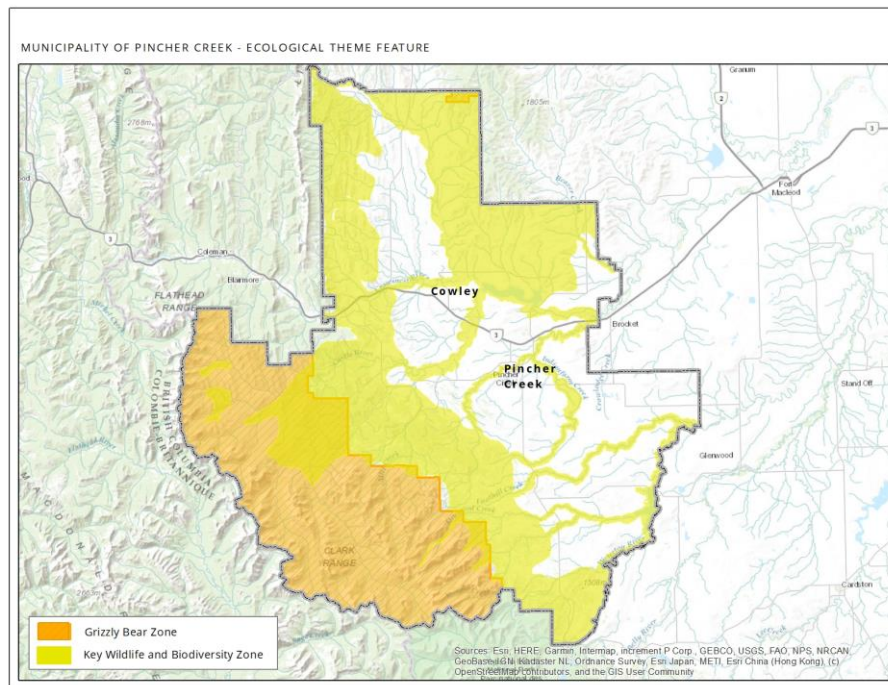 MUNICIPALITY OF PINCHER CREEK - ECOLOGICAL THEME FEATURE
Granum
2
3
2768m
1805m
Fort
Macleod
3
Coleman
Blairmore
Cowley
FLATHEAD
RANGE
3
Brocket
Pincher
Creek
Stand Off
BRITISH COLUMBIA
COLOMBIE-BRITANNIQUE
Glenwood
CLARK
RANGE
Cardston
Grizzly Bear Zone
Key Wildlife and Biodiversity Zone
Sources: Esri, HERE, Garmin, Intermap, increment P Corp., GEBCO, USGS, FAO, NPS, NRCAN,
GeoBase, IGN, Kadaster NL, Ordnance Survey, Esri Japan, METI, Esri China (Hong Kong), (c)
OpenStreetMap contributors, and the GIS User Community